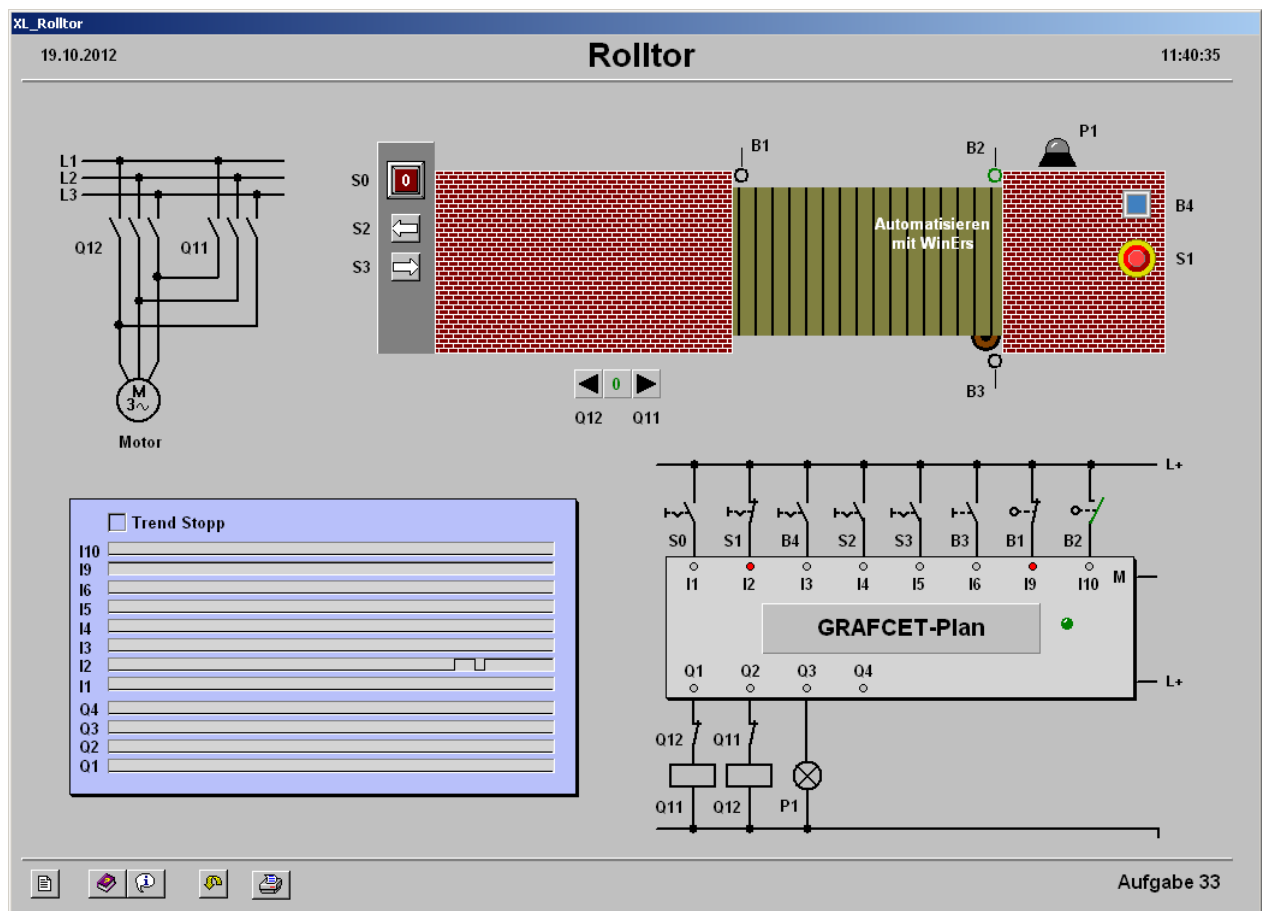 XL_Rolltor
19.10.2012
Rolltor
11:40:35
L1
L2
L3
Q12
Q11
M
3~
Motor
S0
0
S2
S3
B1
B2
P1
Automatisieren
mit WinErs
B4
S1
B3
0
Q12 Q11
Trend Stopp
I10
I9
I6
I5
I4
I3
I2
I1
Q4
Q3
Q2
Q1
L+
S0 S1 B4 S2 S3 B3 B1 B2
I1 I2 I3 I4 I5 I6 I9 I10 M
GRAFCET-Plan
Q1 Q2 Q3 Q4
L+
Q12 Q11
Q11 Q12 P1
Aufgabe 33